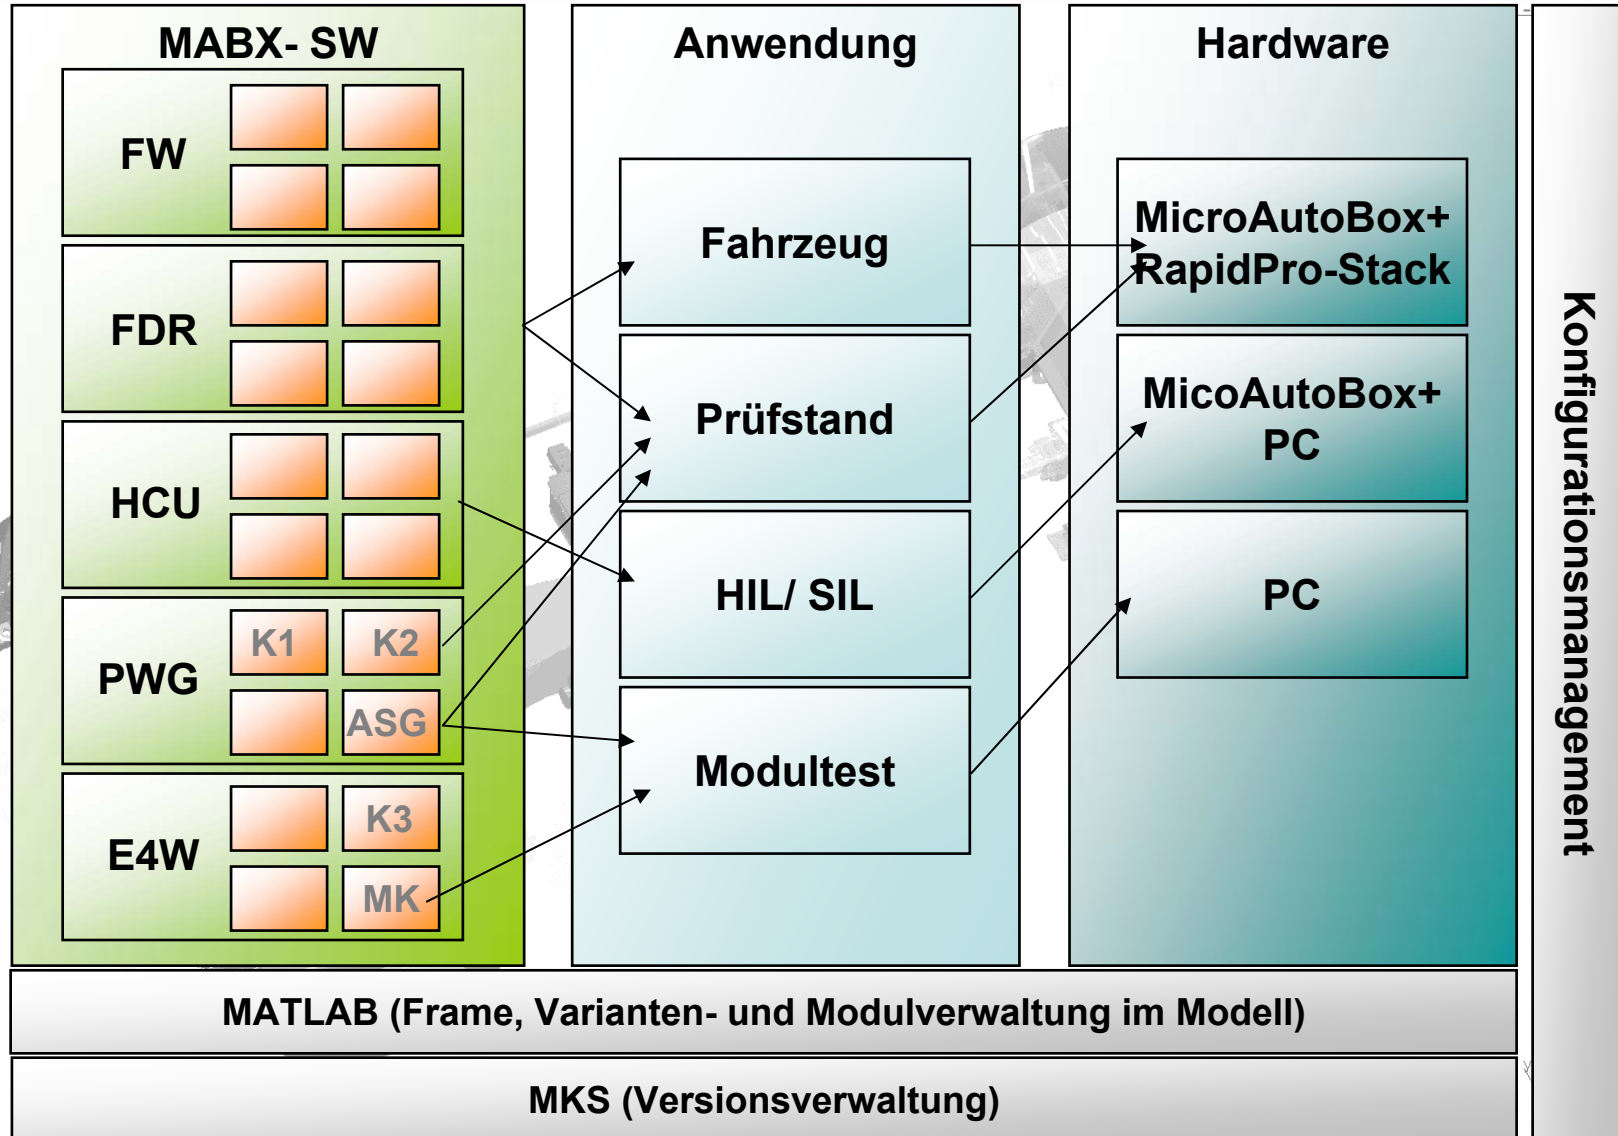 MABX- SW
FW
FDR
HCU
PWG
K1
K2
ASG
E4W
K3
MK
Anwendung
Fahrzeug
Prüfstand
HIL/ SIL
Modultest
Hardware
MicroAutoBox+
RapidPro-Stack
MicoAutoBox+
PC
PC
Konfigurationsmanagement
MATLAB (Frame, Varianten- und Modulverwaltung im Modell)
MKS (Versionsverwaltung)